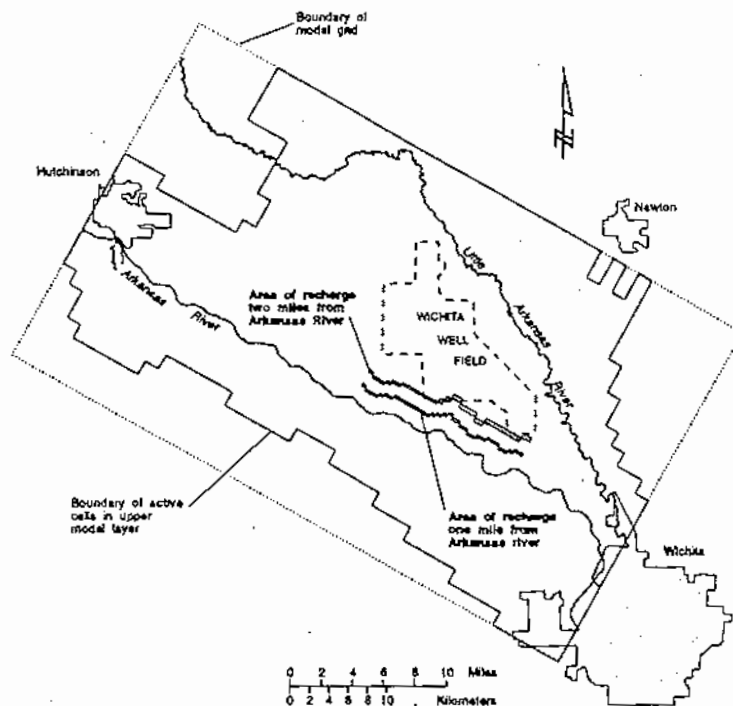 Boundary of
model grid
Hutchinson
Newton
Little
Arkansas
River
Arkansas
River
Area of recharge
two miles from
Arkansas River
WICHITA
WELL
FIELD
Boundary of active
cells in upper
model layer
Area of recharge
one mile from
Arkansas river
Wichita
N
0 2 4 6 8 10 Miles
0 2 4 6 8 10 Kilometers